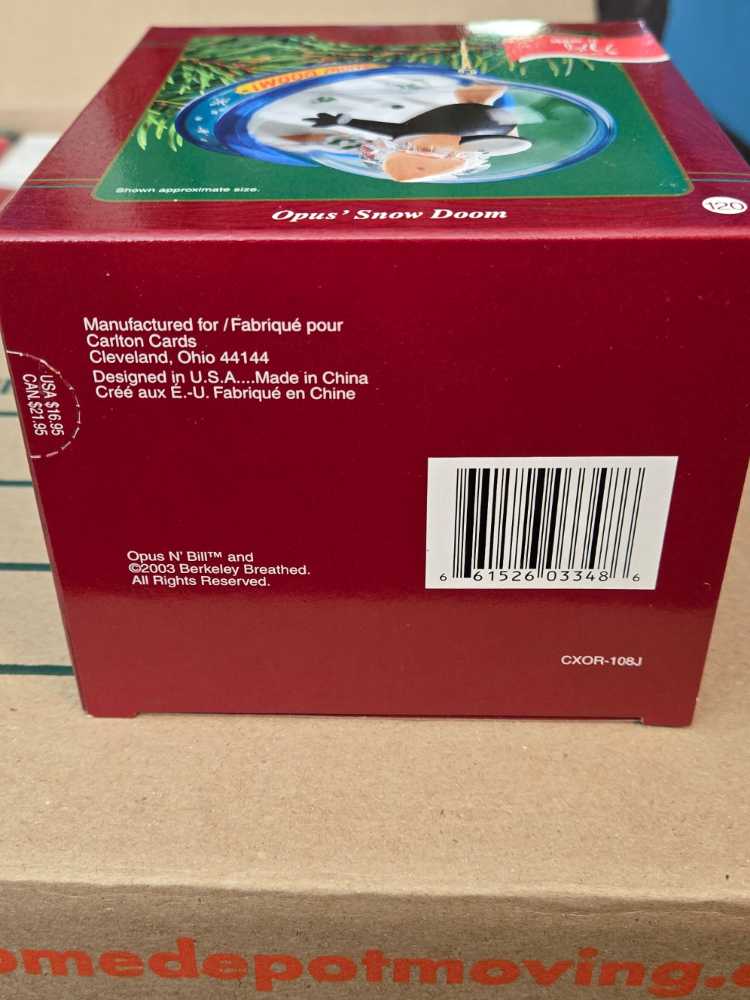 Shown approximate size.
Opus' Snow Doom
120
Manufactured for / Fabriqué pour
Carlton Cards
Cleveland, Ohio 44144
Designed in U.S.A....Made in China
Créé aux É.-U. Fabriqué en Chine
USA $16.95
CAN. $21.95
Opus N' Bill™ and
©2003 Berkeley Breathed.
All Rights Reserved.
6 61526 03348 6
CXOR-108J
omedepotmoving.